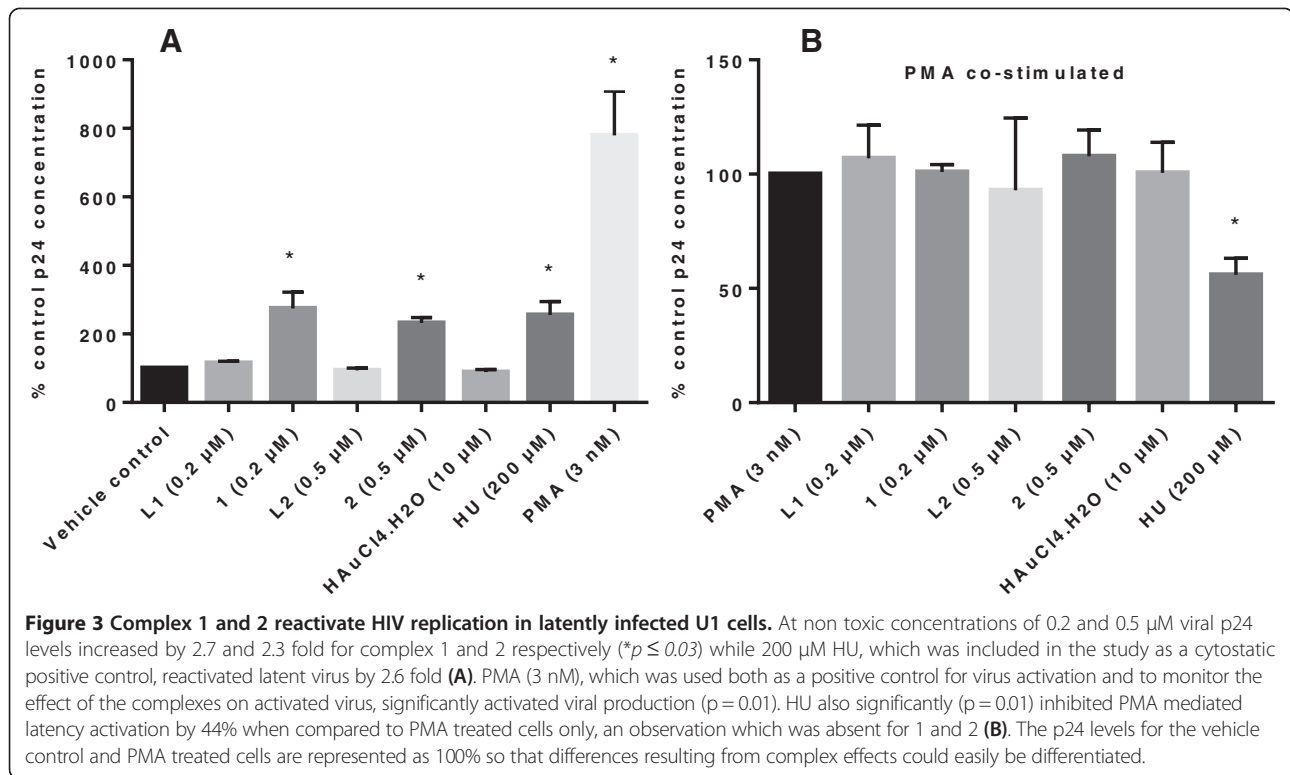 A
% control p24 concentration
1000
800
600
400
200
0
*
*
*
*
Vehicle control
L1 (0.2 µM)
1 (0.2 µM)
L2 (0.5 µM)
2 (0.5 µM)
HAuCl4.H2O (10 µM)
HU (200 µM)
PMA (3 nM)
B
PMA co-stimulated
% control p24 concentration
150
100
50
0
*
PMA (3 nM)
L1 (0.2 µM)
1 (0.2 µM)
L2 (0.5 µM)
2 (0.5 µM)
HAuCl4.H2O (10 µM)
HU (200 µM)
Figure 3 Complex 1 and 2 reactivate HIV replication in latently infected U1 cells. At non toxic concentrations of 0.2 and 0.5 µM viral p24
levels increased by 2.7 and 2.3 fold for complex 1 and 2 respectively (*p ≤ 0.03) while 200 µM HU, which was included in the study as a cytostatic
positive control, reactivated latent virus by 2.6 fold (A). PMA (3 nM), which was used both as a positive control for virus activation and to monitor the
effect of the complexes on activated virus, significantly activated viral production (p = 0.01). HU also significantly (p = 0.01) inhibited PMA mediated
latency activation by 44% when compared to PMA treated cells only, an observation which was absent for 1 and 2 (B). The p24 levels for the vehicle
control and PMA treated cells are represented as 100% so that differences resulting from complex effects could easily be differentiated.